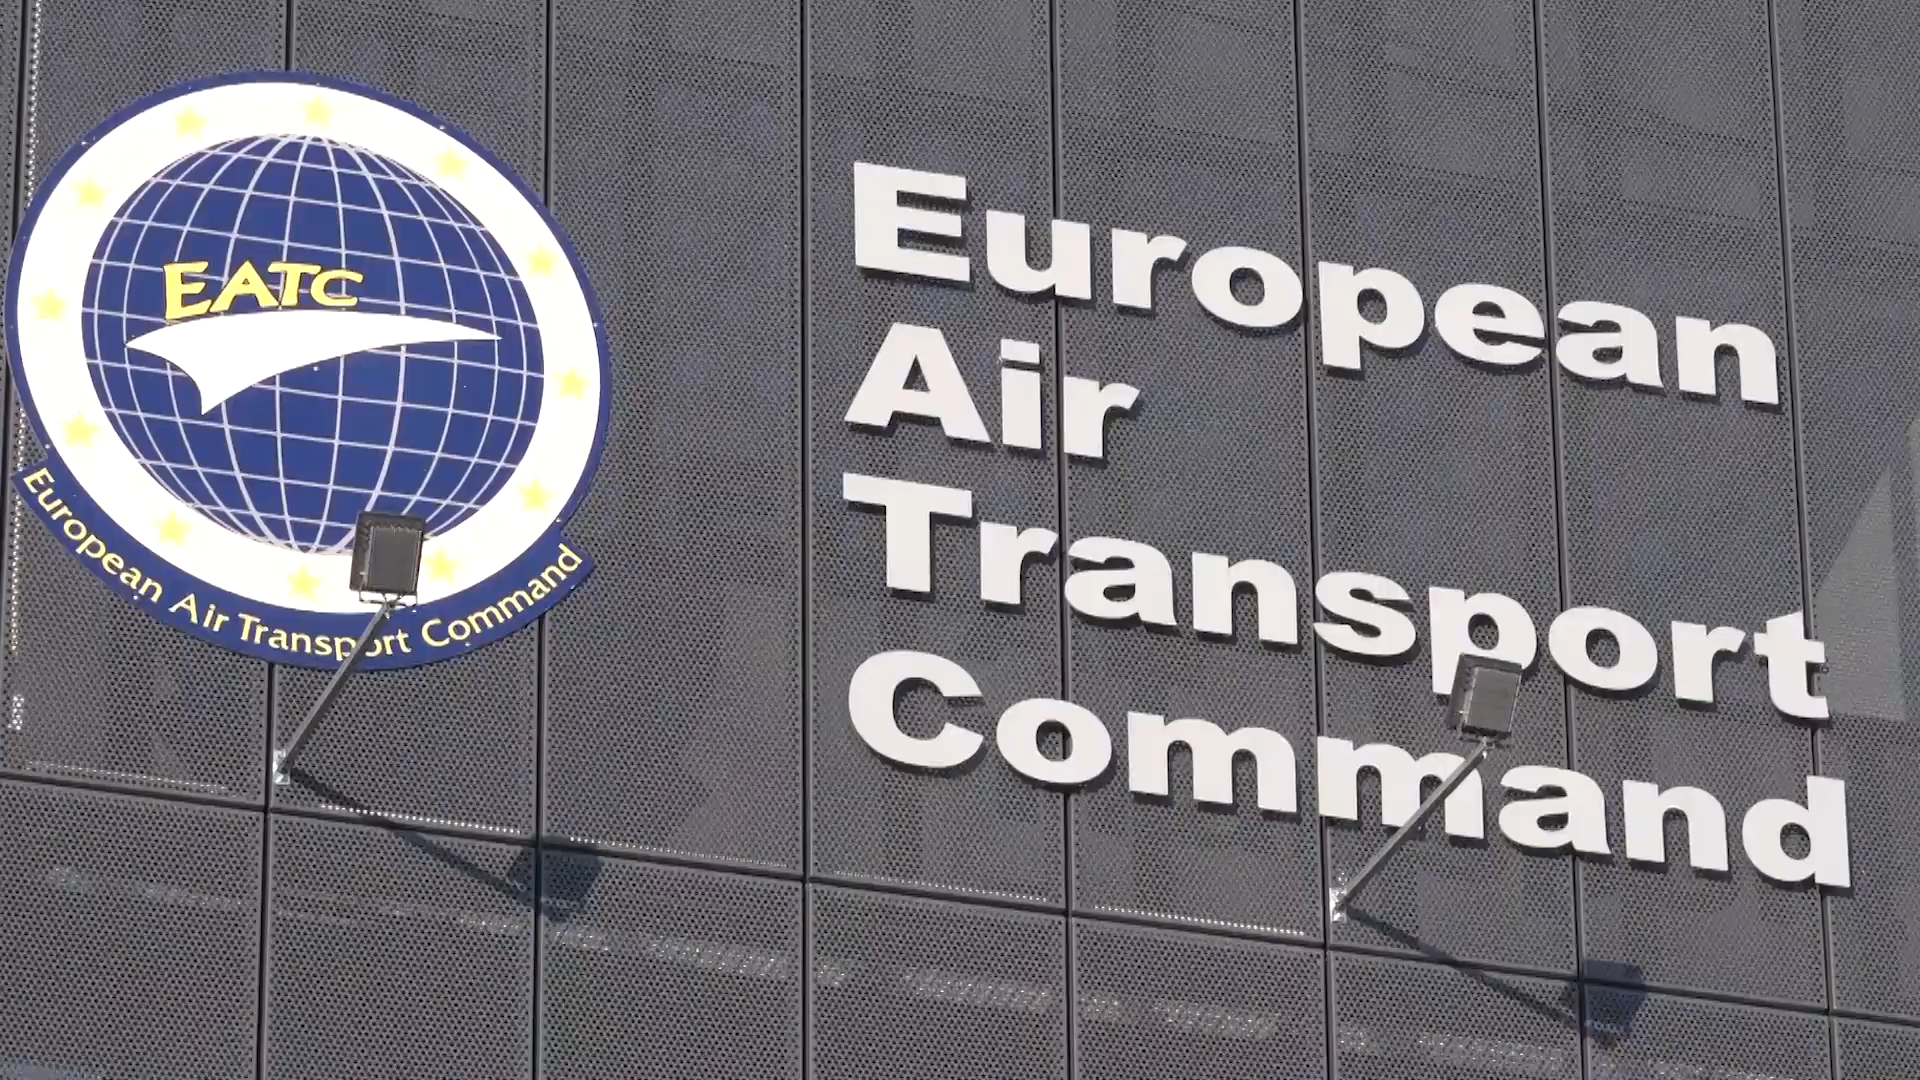 EATC
European Air Transport Command
European
Air
Transport
Command